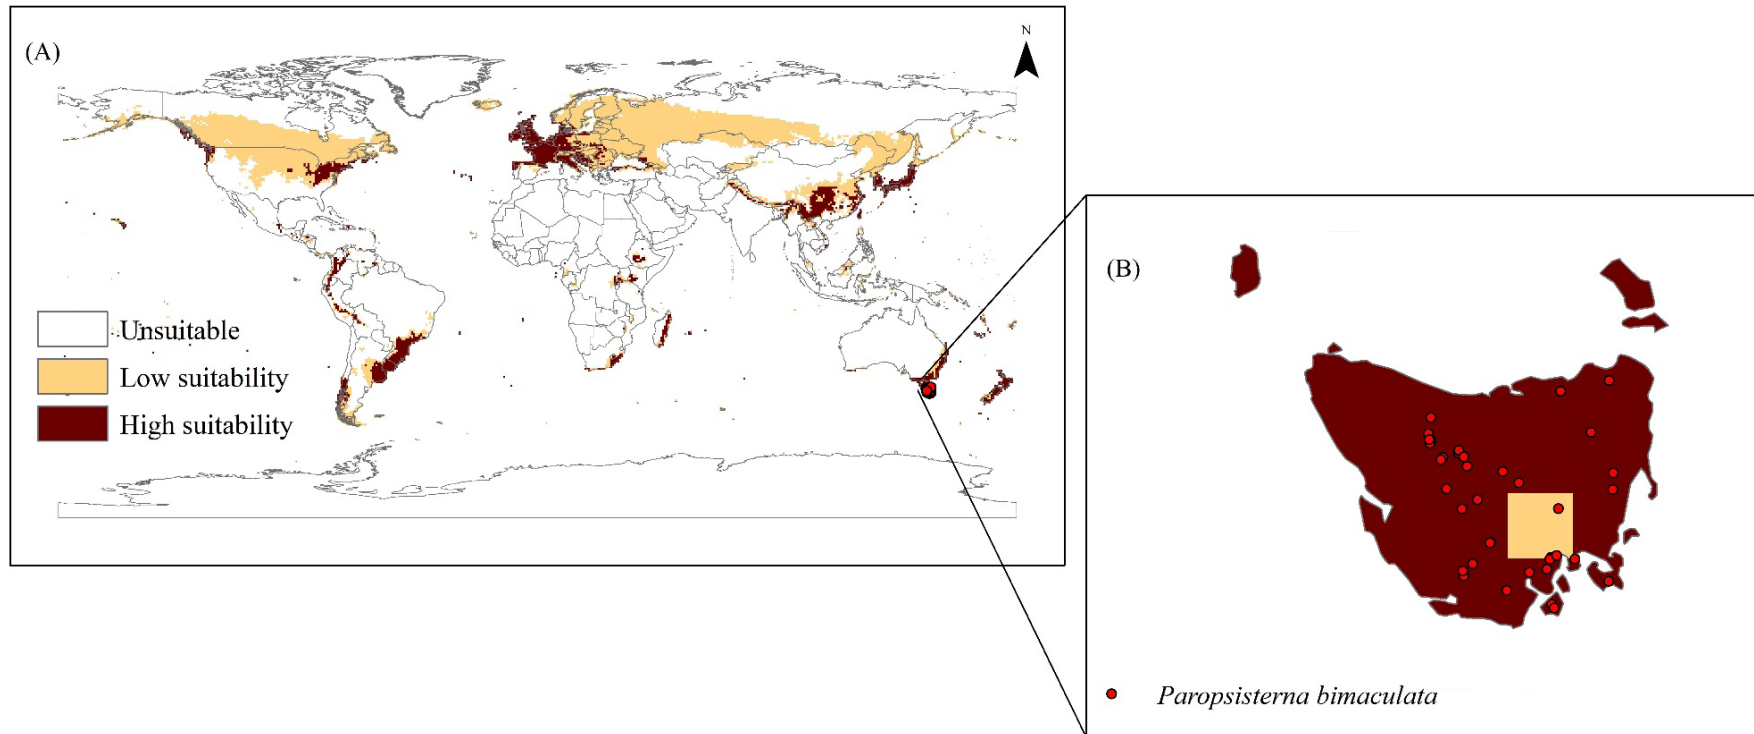 (A)
N
Unsuitable
Low suitability
High suitability
(B)
Paropsisterna bimaculata